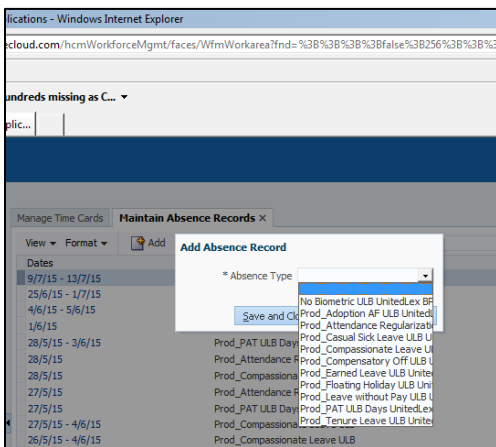 lications - Windows Internet Explorer
ecloud.com/hcmWorkforceMgmt/faces/WfmWorkarea?fnd=%3B%3B%3B%3Bfalse%3B256%3B%3B%3
undreds missing as C...
plic...
Manage Time Cards Maintain Absence Records ×
View Format Add
Add Absence Record
Dates
* Absence Type
9/7/15 - 13/7/15
25/6/15 - 1/7/15
4/6/15 - 5/6/15
1/6/15
Save and Clo
28/5/15 - 3/6/15 Prod_PAT ULB Days
28/5/15 Prod_Attendance R
28/5/15 Prod_Compassiona
27/5/15 Prod_Attendance R
27/5/15 Prod_PAT ULB Days
27/5/15 - 4/6/15 Prod_Compassiona
26/5/15 - 4/6/15 Prod_Compassionate Leave ULB
No Biometric ULB UnitedLex BP
Prod_Adoption AF ULB UnitedL
Prod_Attendance Regularizati
Prod_Casual Sick Leave ULB U
Prod_Compassionate Leave Ul
Prod_Compensatory Off ULB U
Prod_Earned Leave ULB United
Prod_Floating Holiday ULB Uni
Prod_Leave without Pay ULB U
Prod_PAT ULB Days UnitedLex
Prod_Tenure Leave ULB United